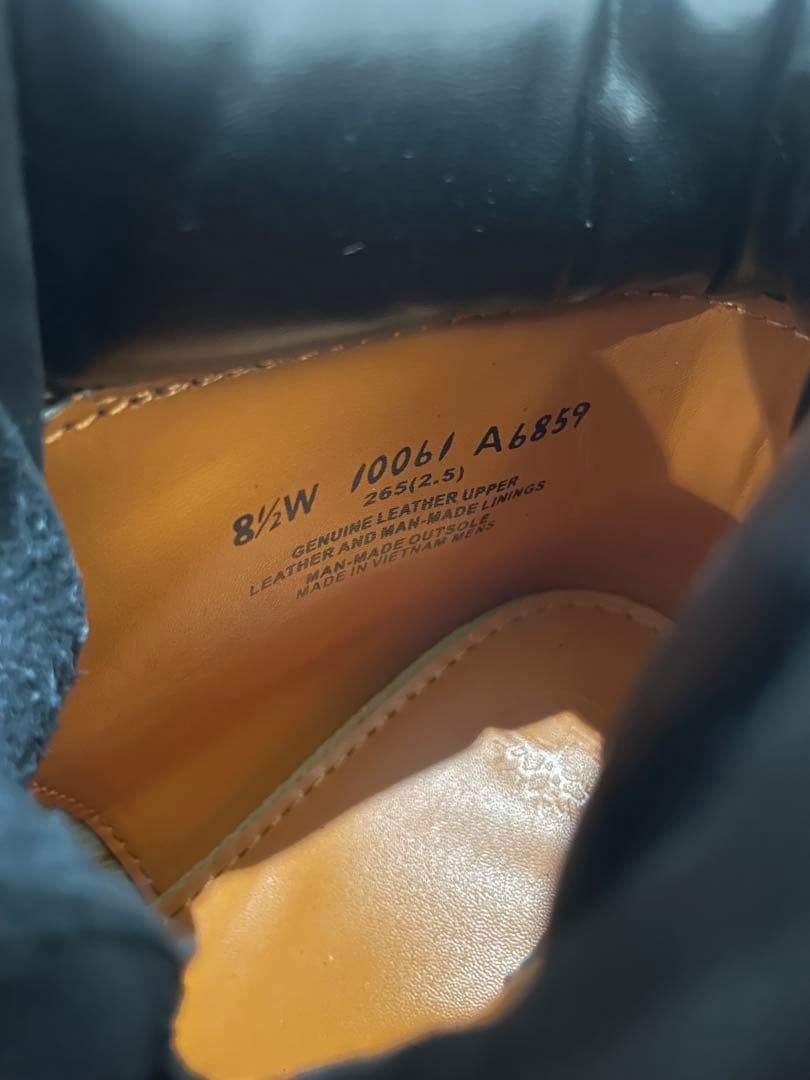 8½W 10061 A6859
265(2.5)
GENUINE LEATHER UPPER
LEATHER AND MAN-MADE LININGS
MAN-MADE OUTSOLE
MADE IN VIETNAM MENS